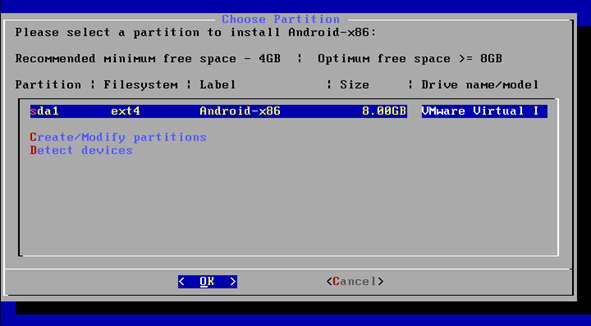 Choose Partition
Please select a partition to install Android-x86:
Recommended minimum free space - 4GB ¦ Optimum free space >= 8GB
Partition ¦ Filesystem ¦ Label ¦ Size ¦ Drive name/model
sda1 ext4 Android-x86 8.00GB VMware Virtual I
Create/Modify partitions
Detect devices
< OK > <Cancel>